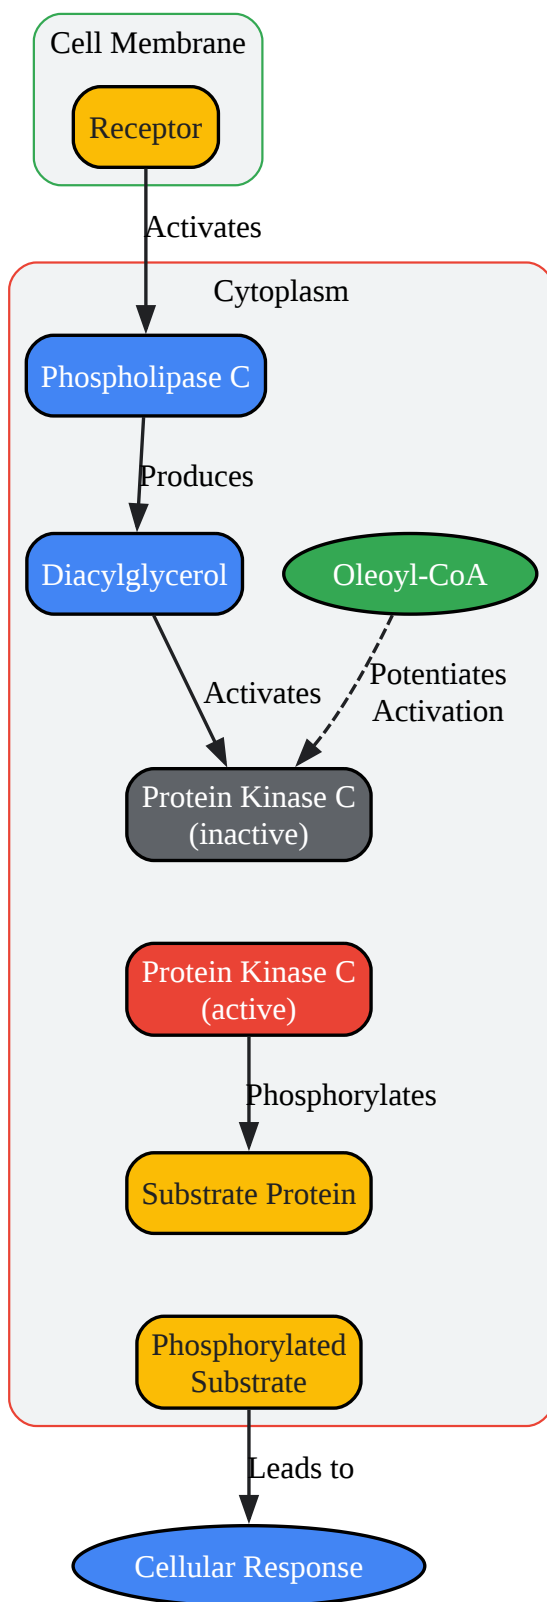 Cell Membrane
Receptor
Activates
Cytoplasm
Phospholipase C
Produces
Diacylglycerol
Oleoyl-CoA
Activates
Potentiates
Activation
Protein Kinase C
(inactive)
Protein Kinase C
(active)
Phosphorylates
Substrate Protein
Phosphorylated
Substrate
Leads to
Cellular Response